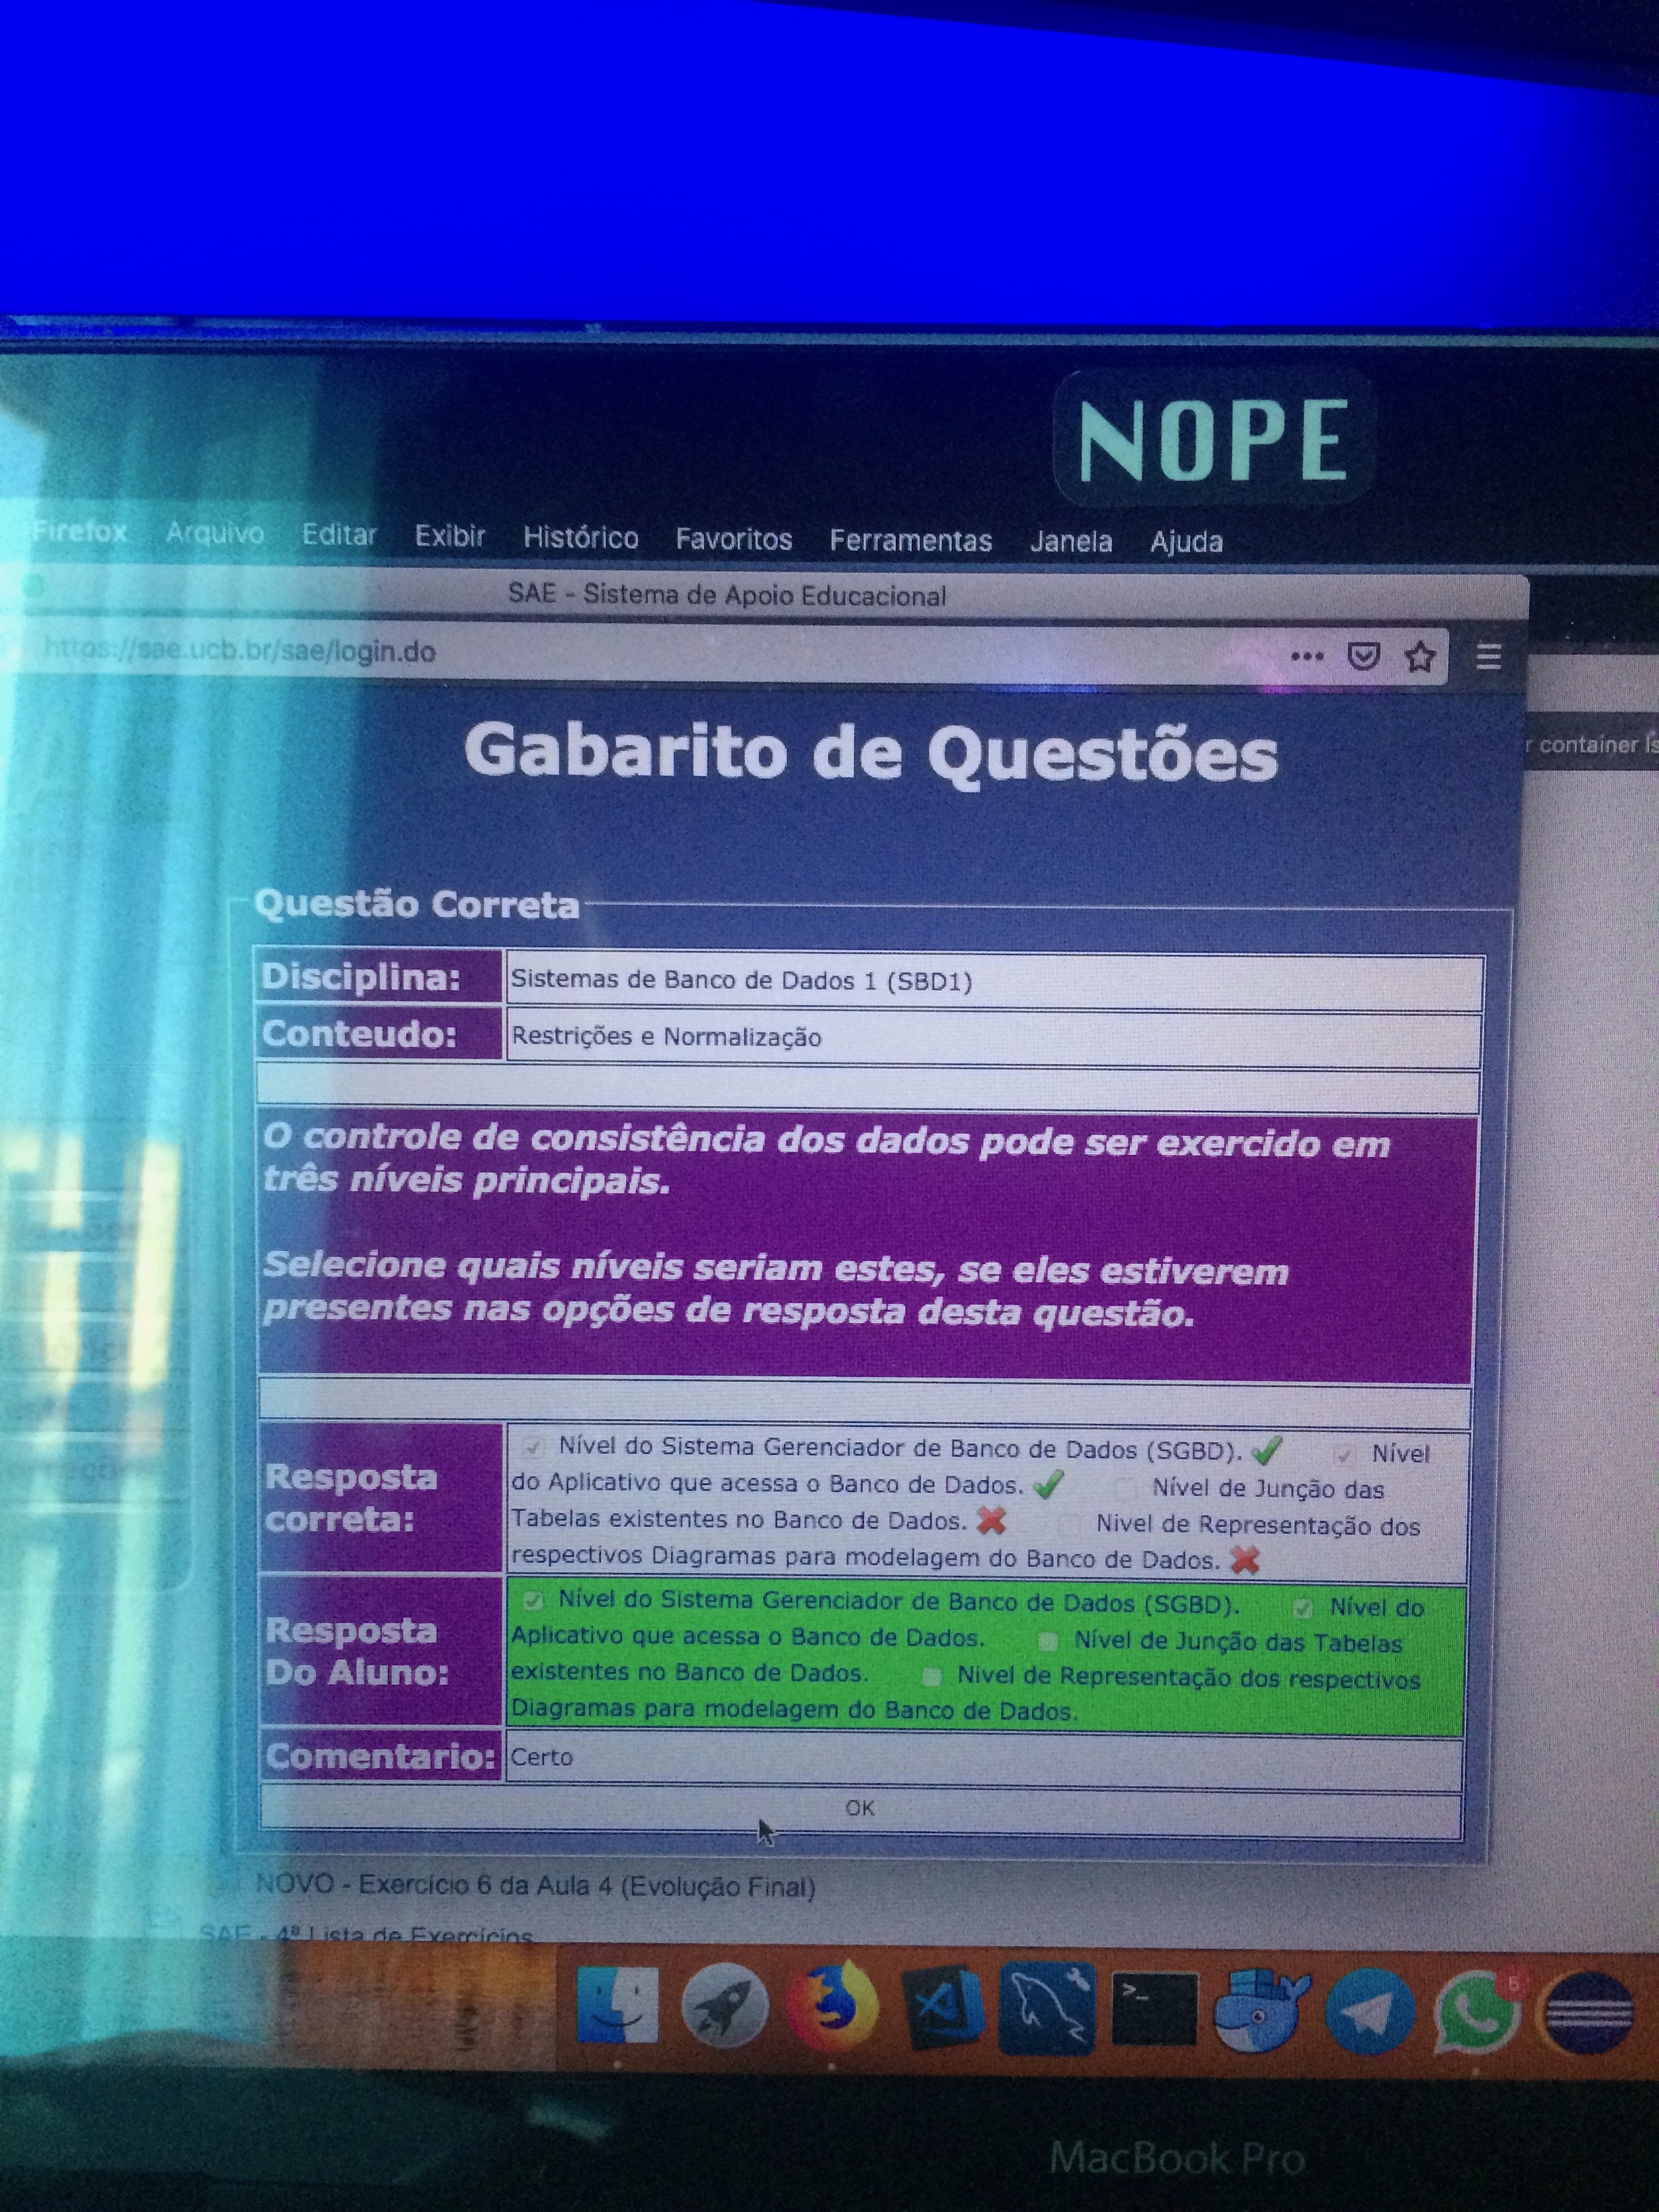 NOPE
Firefox Arquivo Editar Exibir Histórico Favoritos Ferramentas Janela Ajuda
SAE - Sistema de Apoio Educacional
https://sae.ucb.br/sae/login.do
r container ls
Gabarito de Questões
Questão Correta
Disciplina: Sistemas de Banco de Dados 1 (SBD1)
Conteudo: Restrições e Normalização
O controle de consistência dos dados pode ser exercido em
três níveis principais.
Selecione quais níveis seriam estes, se eles estiverem
presentes nas opções de resposta desta questão.
Resposta
correta:
Nível do Sistema Gerenciador de Banco de Dados (SGBD). Nível
do Aplicativo que acessa o Banco de Dados. Nível de Junção das
Tabelas existentes no Banco de Dados. Nivel de Representação dos
respectivos Diagramas para modelagem do Banco de Dados.
Resposta
Do Aluno:
Nível do Sistema Gerenciador de Banco de Dados (SGBD). Nível do
Aplicativo que acessa o Banco de Dados. Nível de Junção das Tabelas
existentes no Banco de Dados. Nivel de Representação dos respectivos
Diagramas para modelagem do Banco de Dados.
Comentario: Certo
OK
NOVO - Exercício 6 da Aula 4 (Evolução Final)
SAE - 4ª Lista de Exercícios
>_
5
MacBook Pro